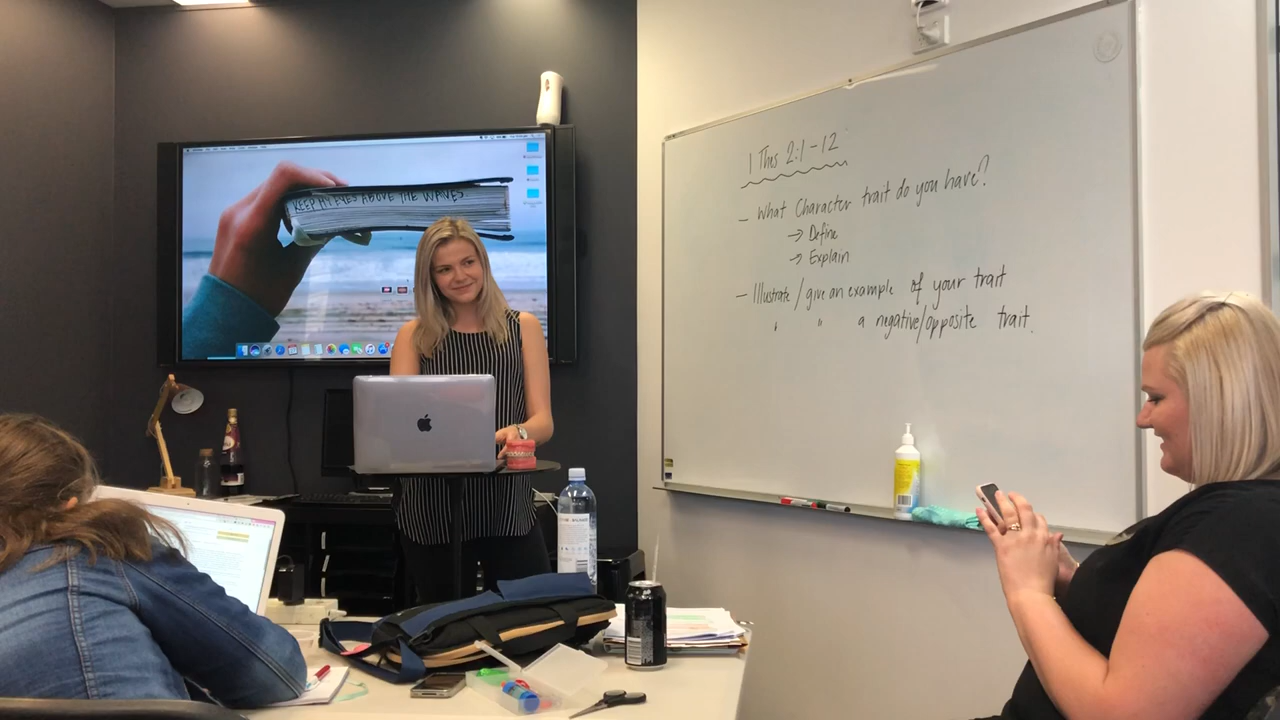 KEEP MY EYES ABOVE THE WAVES.
1 Thes 2:1-12
- What Character trait do you have?
→ Define
→ Explain
- Illustrate / give an example of your trait
" " a negative/opposite trait.